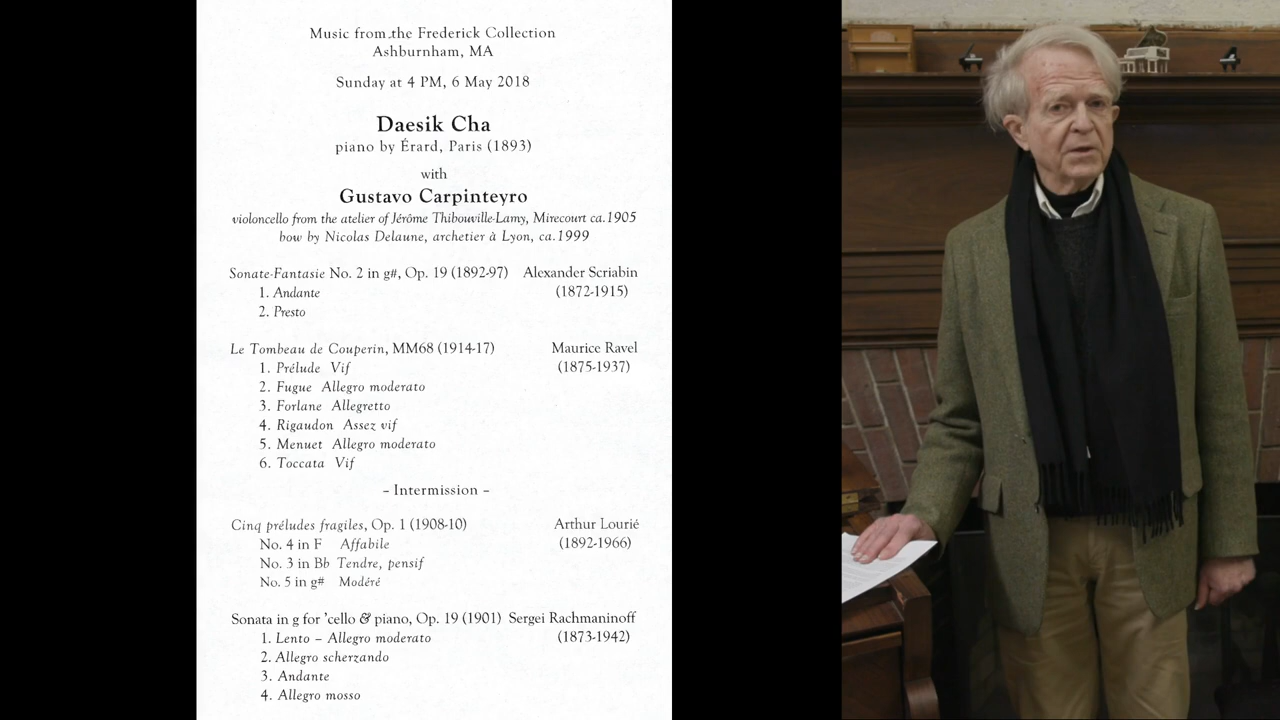 Music from the Frederick Collection
Ashburnham, MA
Sunday at 4 PM, 6 May 2018
Daesik Cha
piano by Érard, Paris (1893)
with
Gustavo Carpinteyro
violoncello from the atelier of Jérôme Thibouville-Lamy, Mirecourt ca.1905
bow by Nicolas Delaune, archetier à Lyon, ca.1999
Sonate-Fantasie No. 2 in g#, Op. 19 (1892-97) Alexander Scriabin
1. Andante (1872-1915)
2. Presto
Le Tombeau de Couperin, MM68 (1914-17) Maurice Ravel
1. Prélude Vif (1875-1937)
2. Fugue Allegro moderato
3. Forlane Allegretto
4. Rigaudon Assez vif
5. Menuet Allegro moderato
6. Toccata Vif
– Intermission –
Cinq préludes fragiles, Op. 1 (1908-10) Arthur Lourié
No. 4 in F Affabile (1892-1966)
No. 3 in Bb Tendre, pensif
No. 5 in g# Modéré
Sonata in g for 'cello & piano, Op. 19 (1901) Sergei Rachmaninoff
1. Lento – Allegro moderato (1873-1942)
2. Allegro scherzando
3. Andante
4. Allegro mosso